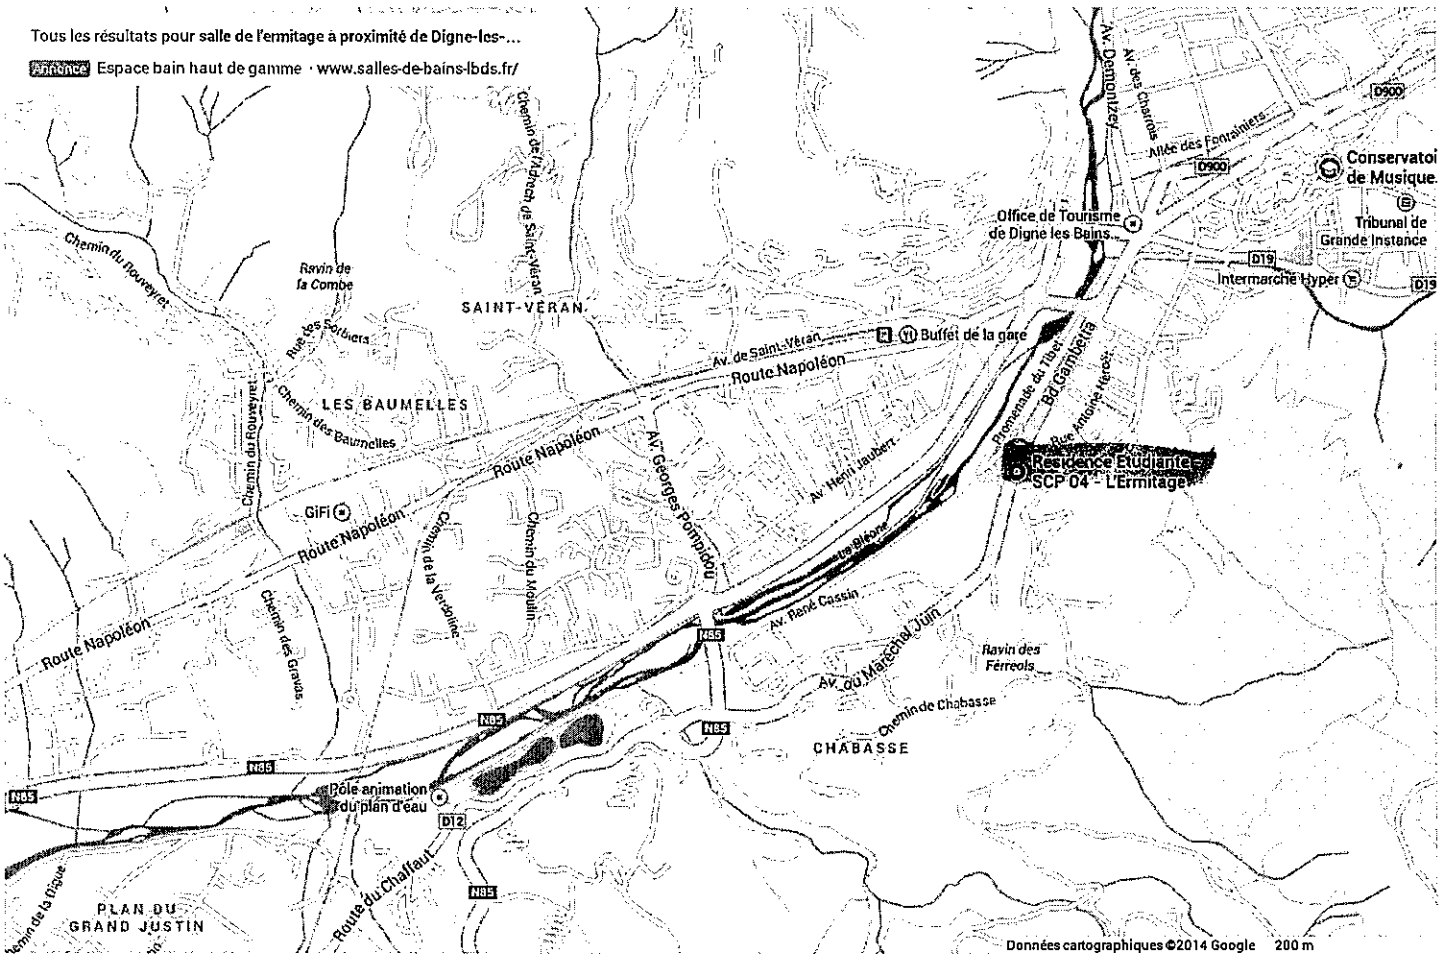 Tous les résultats pour salle de l'ermitage à proximité de Digne-les-...
Annonce Espace bain haut de gamme · www.salles-de-bains-lbds.fr/
Av. Demontzey
Av. des Charrois
D900
Allée des Fontainiers
D900
Conservatoi
de Musique
Chemin de l'Adrech de Saint-Véran
Office de Tourisme
de Digne les Bains...
Tribunal de
Grande Instance
Chemin du Rouveyret
D19
Intermarché Hyper
D19
Ravin de
la Combe
SAINT-VÉRAN
Rue des Sorbiers
Buffet de la gare
Av. de Saint-Véran
Route Napoléon
Promenade du Tibet
Bd Gambetta
Rue Antoine Héroët
LES BAUMELLES
Chemin des Baumelles
Chemin du Rouveyret
Route Napoléon
Av. Georges Pompidou
Av. Henri Jaubert
Résidence Etudiante -
SCP 04 - L'Ermitage
GiFi
Route Napoléon
Chemin de la Verdoline
Chemin du Moulin
La Bléone
Av. René Cassin
Chemin des Gravas
Route Napoléon
N85
Av. du Maréchal Juin
Ravin des
Férréols
Chemin de Chabasse
N85
N85
CHABASSE
N85
N85
Pôle animation
du plan d'eau
D12
Route du Chaffaut
N85
PLAN DU
GRAND JUSTIN
Données cartographiques ©2014 Google 200 m